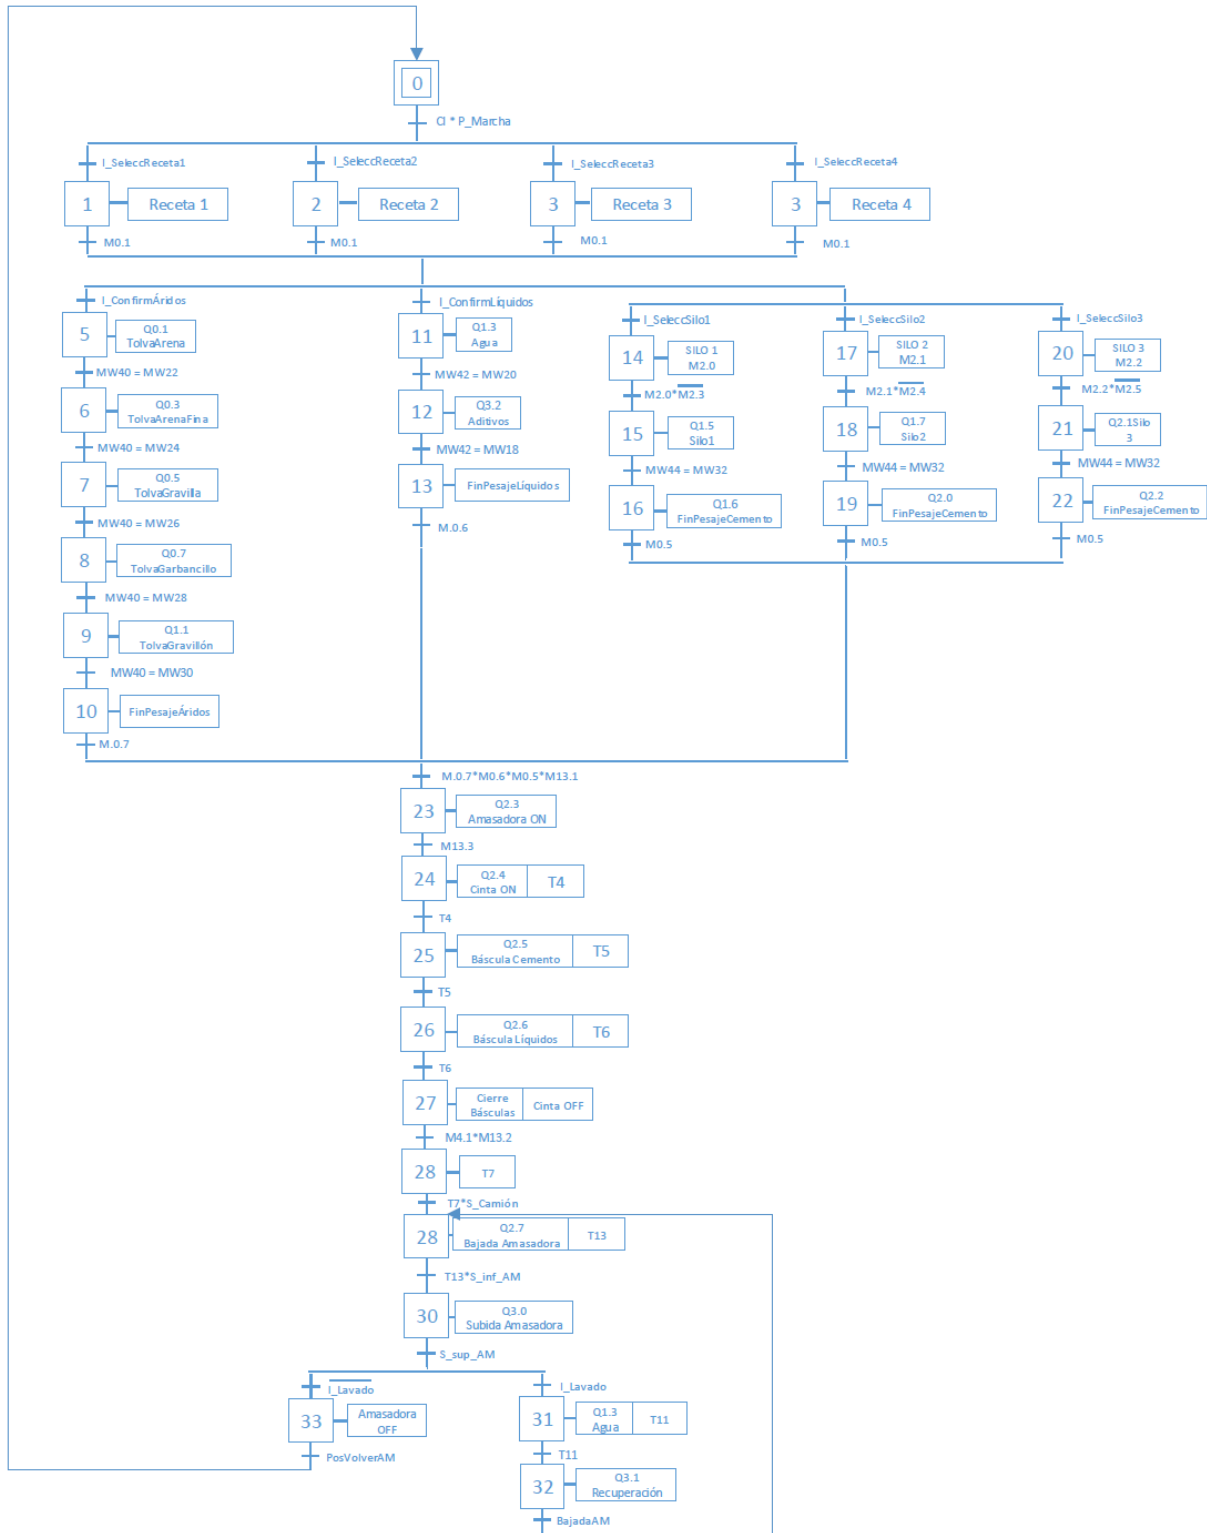 0
CI * P_Marcha
I_SeleccReceta1
I_SeleccReceta2
I_SeleccReceta3
I_SeleccReceta4
1
Receta 1
2
Receta 2
3
Receta 3
3
Receta 4
M0.1
M0.1
M0.1
M0.1
I_ConfirmÁridos
5
Q0.1
TolvaArena
MW40 = MW22
6
Q0.3
TolvaArenaFina
MW40 = MW24
7
Q0.5
TolvaGravilla
MW40 = MW26
8
Q0.7
TolvaGarbancillo
MW40 = MW28
9
Q1.1
TolvaGravillón
MW40 = MW30
10
FinPesajeÁridos
M.0.7
I_ConfirmLíquidos
11
Q1.3
Agua
MW42 = MW20
12
Q3.2
Aditivos
MW42 = MW18
13
FinPesajeLíquidos
M.0.6
I_SeleccSilo1
14
SILO 1
M2.0
M2.0*M2.3
15
Q1.5
Silo1
MW44 = MW32
16
Q1.6
FinPesajeCemento
M0.5
I_SeleccSilo2
17
SILO 2
M2.1
M2.1*M2.4
18
Q1.7
Silo2
MW44 = MW32
19
Q2.0
FinPesajeCemento
M0.5
I_SeleccSilo3
20
SILO 3
M2.2
M2.2*M2.5
21
Q2.1Silo
3
MW44 = MW32
22
Q2.2
FinPesajeCemento
M0.5
M.0.7*M0.6*M0.5*M13.1
23
Q2.3
Amasadora ON
M13.3
24
Q2.4
Cinta ON
T4
T4
25
Q2.5
Báscula Cemento
T5
T5
26
Q2.6
Báscula Líquidos
T6
T6
27
Cierre
Básculas
Cinta OFF
M4.1*M13.2
28
T7
T7*S_Camión
28
Q2.7
Bajada Amasadora
T13
T13*S_inf_AM
30
Q3.0
Subida Amasadora
S_sup_AM
I_Lavado
33
Amasadora
OFF
PosVolverAM
I_Lavado
31
Q1.3
Agua
T11
T11
32
Q3.1
Recuperación
BajadaAM